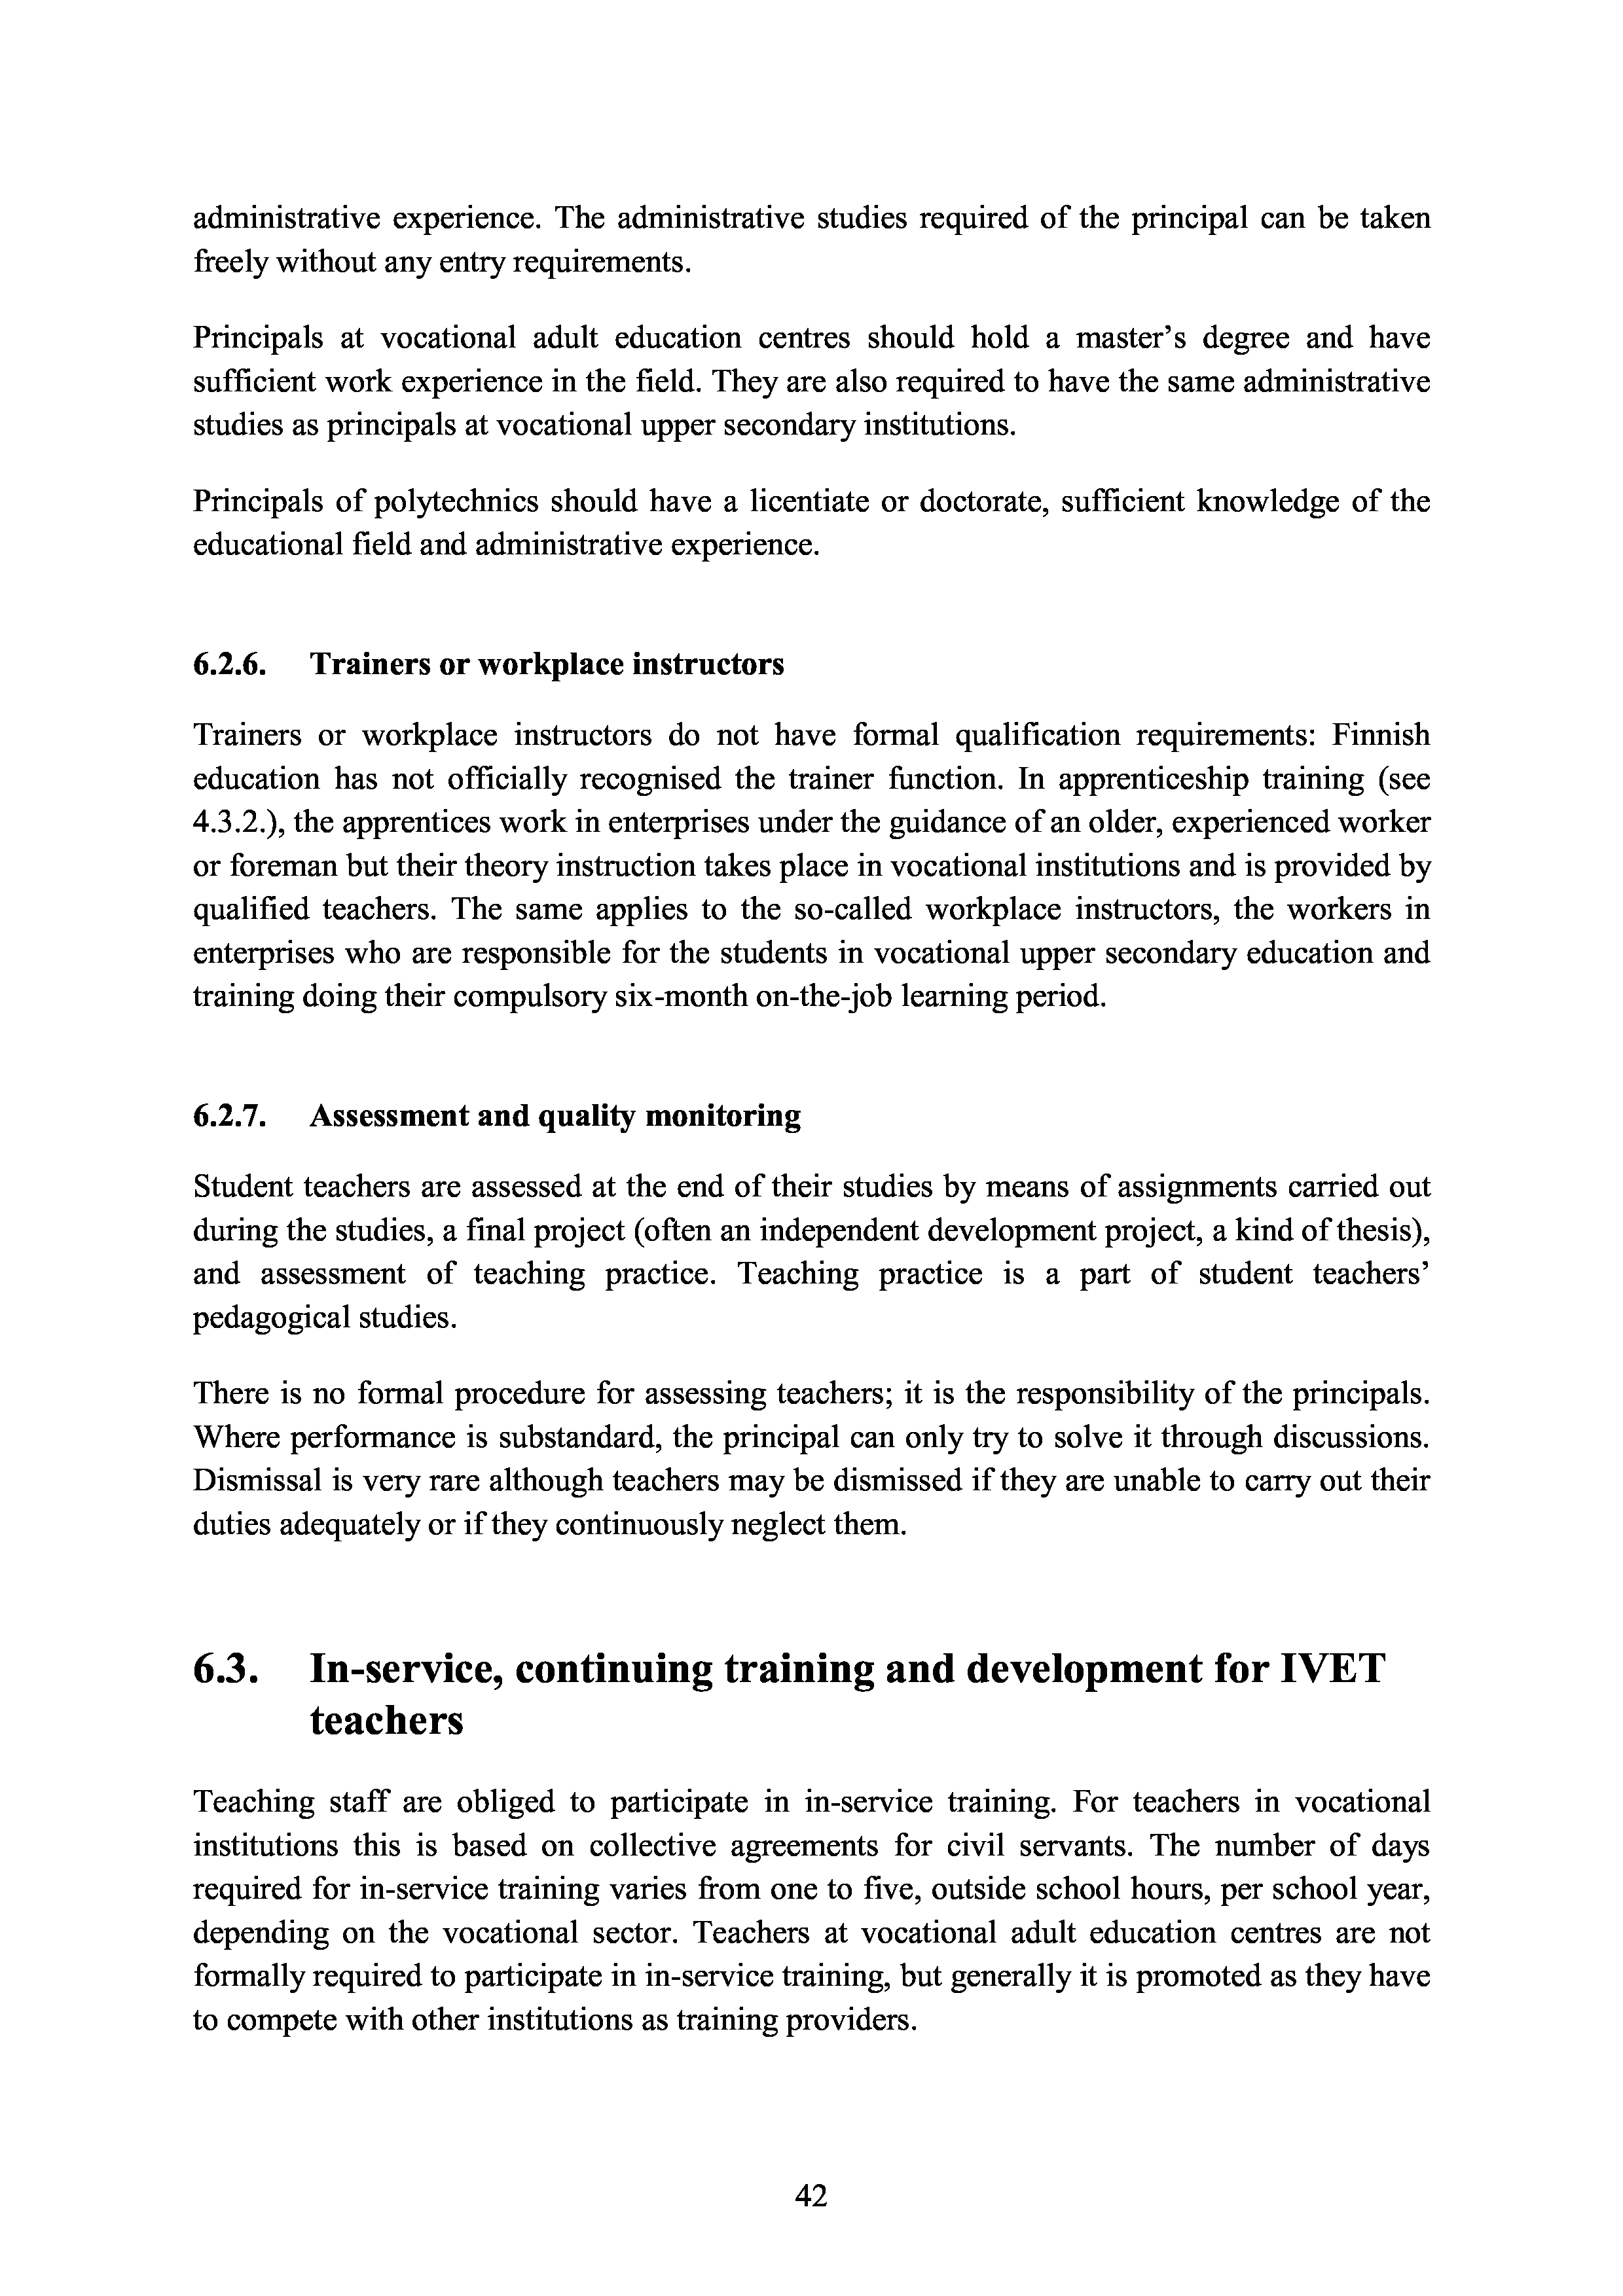 administrative experience. The administrative studies required of the principal can be taken
freely without any entry requirements.
Principals at vocational adult education centres should hold a master’s degree and have
sufficient work experience in the field. They are also required to have the same administrative
studies as principals at vocational upper secondary institutions.
Principals of polytechnics should have a licentiate or doctorate, sufficient knowledge of the
educational field and administrative experience.
6.2.6. Trainers or workplace instructors
Trainers or workplace instructors do not have formal qualification requirements: Finnish
education has not officially recognised the trainer function. In apprenticeship training (see
4.3.2.), the apprentices work in enterprises under the guidance of an older, experienced worker
or foreman but their theory instruction takes place in vocational institutions and is provided by
qualified teachers. The same applies to the so-called workplace instructors, the workers in
enterprises who are responsible for the students in vocational upper secondary education and
training doing their compulsory six-month on-the-job learning period.
6.2.7. Assessment and quality monitoring
Student teachers are assessed at the end of their studies by means of assignments carried out
during the studies, a final project (often an independent development project, a kind of thesis),
and assessment of teaching practice. Teaching practice is a part of student teachers’
pedagogical studies.
There is no formal procedure for assessing teachers; it is the responsibility of the principals.
Where performance is substandard, the principal can only try to solve it through discussions.
Dismissal is very rare although teachers may be dismissed if they are unable to carry out their
duties adequately or if they continuously neglect them.
6.3. In-service, continuing training and development for IVET
teachers
Teaching staff are obliged to participate in in-service training. For teachers in vocational
institutions this is based on collective agreements for civil servants. The number of days
required for in-service training varies from one to five, outside school hours, per school year,
depending on the vocational sector. Teachers at vocational adult education centres are not
formally required to participate in in-service training, but generally it is promoted as they have
to compete with other institutions as training providers.
42